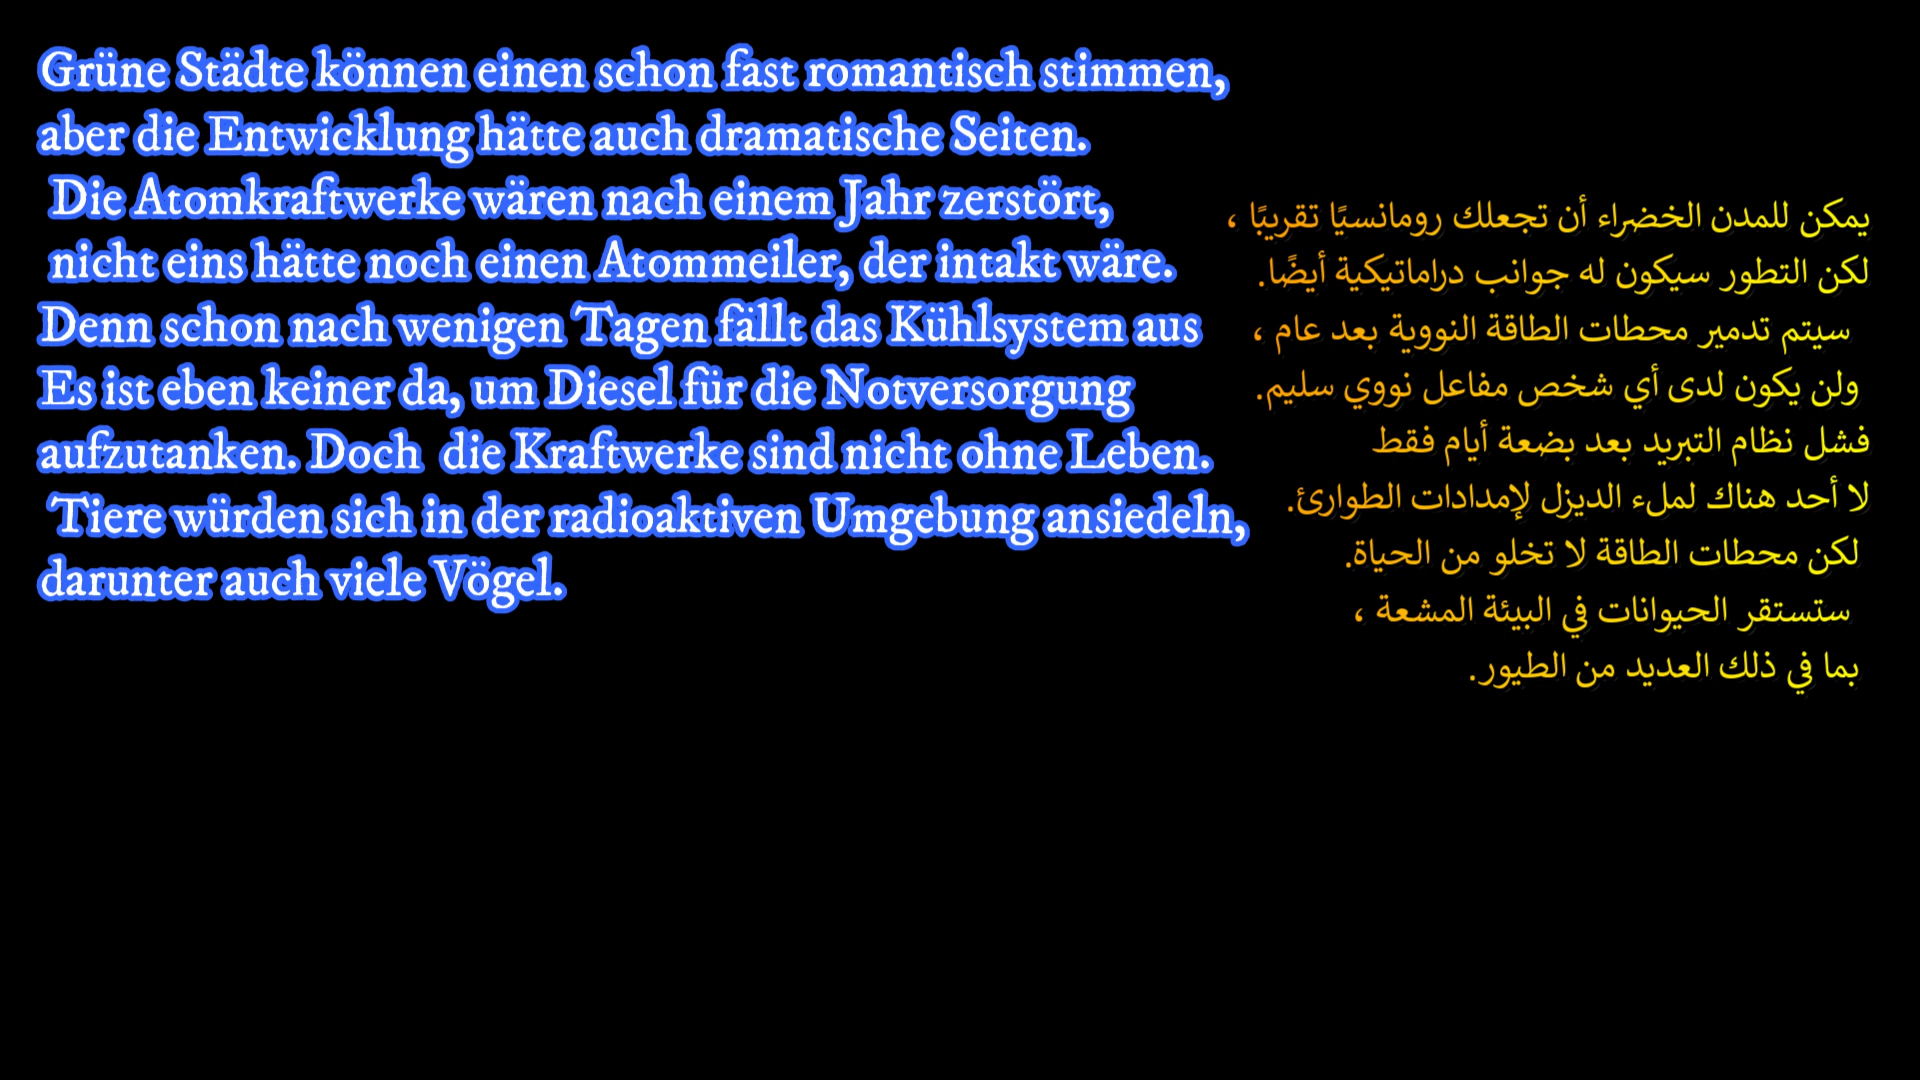 Grüne Städte können einen schon fast romantisch stimmen,
aber die Entwicklung hätte auch dramatische Seiten.
Die Atomkraftwerke wären nach einem Jahr zerstört,
nicht eins hätte noch einen Atommeiler, der intakt wäre.
Denn schon nach wenigen Tagen fällt das Kühlsystem aus
Es ist eben keiner da, um Diesel für die Notversorgung
aufzutanken. Doch die Kraftwerke sind nicht ohne Leben.
Tiere würden sich in der radioaktiven Umgebung ansiedeln,
darunter auch viele Vögel.
يمكن للمدن الخضراء أن تجعلك رومانسيًا تقريبًا ،
لكن التطور سيكون له جوانب دراماتيكية أيضًا.
سيتم تدمير محطات الطاقة النووية بعد عام ،
ولن يكون لدى أي شخص مفاعل نووي سليم.
فشل نظام التبريد بعد بضعة أيام فقط
لا أحد هناك لملء الديزل لإمدادات الطوارئ.
لكن محطات الطاقة لا تخلو من الحياة.
ستستقر الحيوانات في البيئة المشعة ،
بما في ذلك العديد من الطيور.